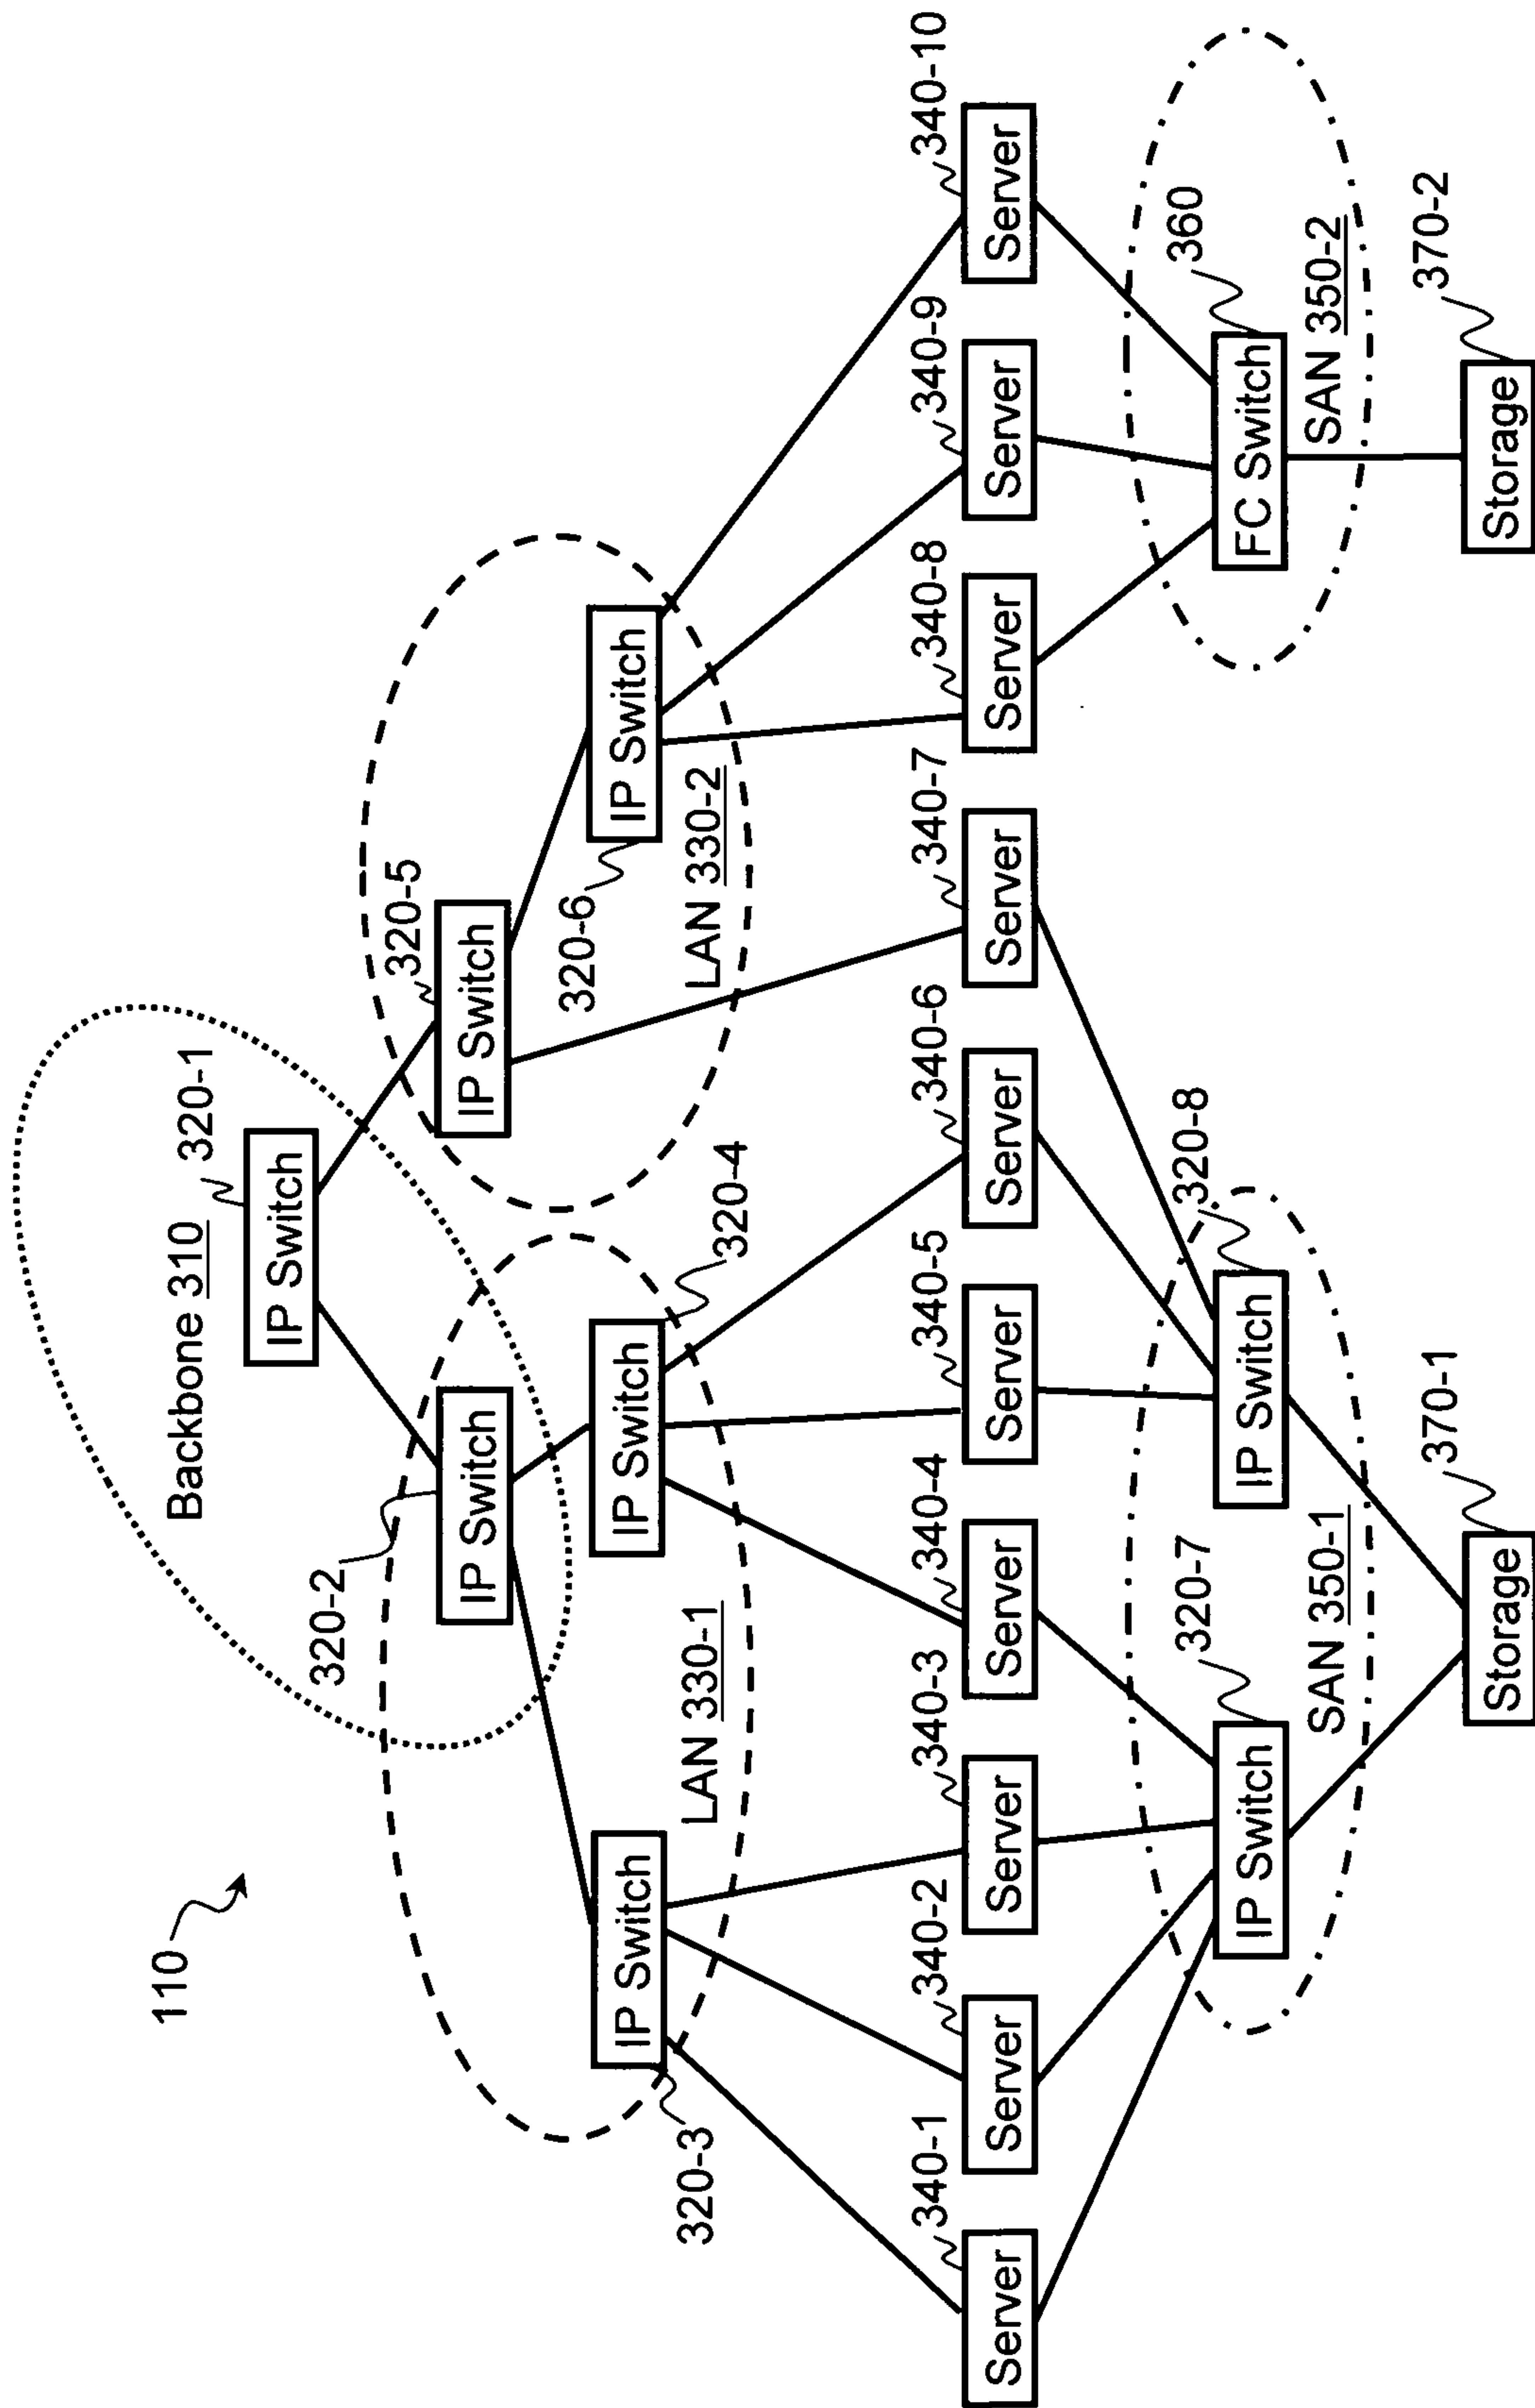 110
Backbone 310
320-1
IP Switch
320-2
IP Switch
320-5
IP Switch
320-3
IP Switch
LAN 330-1
IP Switch
320-4
320-6
IP Switch
LAN 330-2
340-1
340-2
340-3
340-4
340-5
340-6
340-7
340-8
340-9
340-10
Server
Server
Server
Server
Server
Server
Server
Server
Server
Server
320-7
320-8
360
IP Switch
IP Switch
FC Switch
SAN 350-1
SAN 350-2
370-1
370-2
Storage
Storage